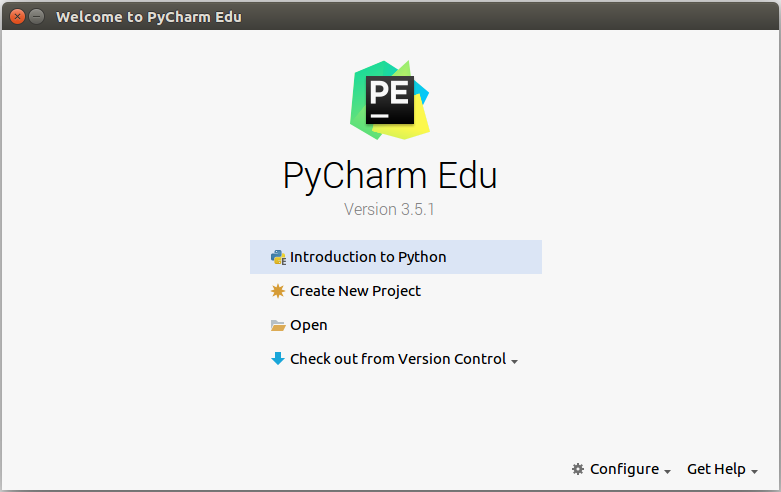 Welcome to PyCharm Edu
PE
PyCharm Edu
Version 3.5.1
E Introduction to Python
Create New Project
Open
Check out from Version Control
Configure Get Help